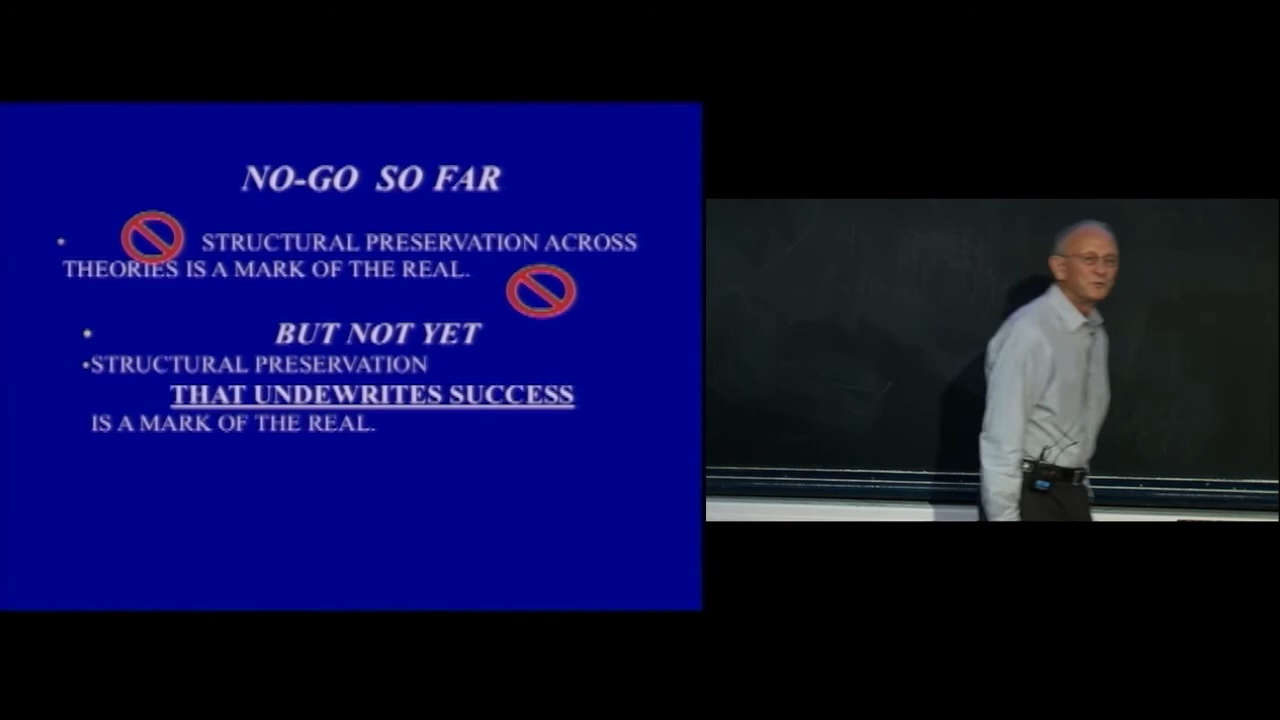 NO-GO SO FAR
• STRUCTURAL PRESERVATION ACROSS
THEORIES IS A MARK OF THE REAL.
• BUT NOT YET
•STRUCTURAL PRESERVATION
THAT UNDEWRITES SUCCESS
IS A MARK OF THE REAL.